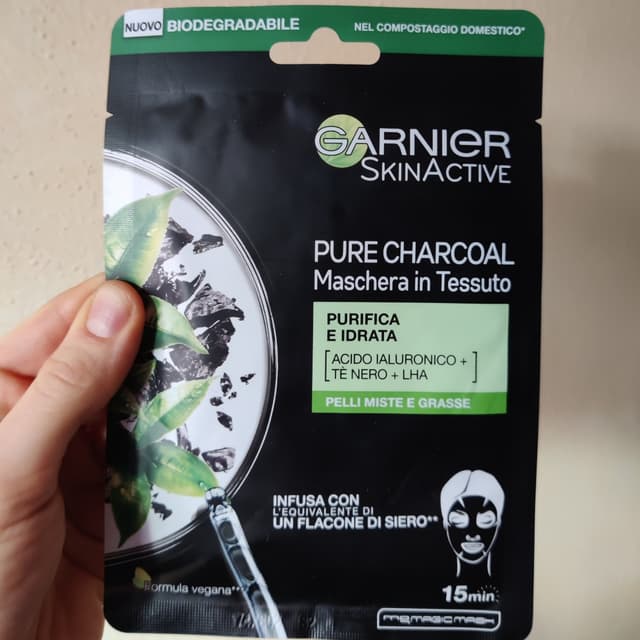 NUOVO BIODEGRADABILE
NEL COMPOSTAGGIO DOMESTICO*
GARNIER
SKINACTIVE
PURE CHARCOAL
Maschera in Tessuto
PURIFICA
E IDRATA
[ACIDO IALURONICO +
TÈ NERO + LHA]
PELLI MISTE E GRASSE
INFUSA CON
L'EQUIVALENTE DI
UN FLACONE DI SIERO**
Formula vegana**
15min